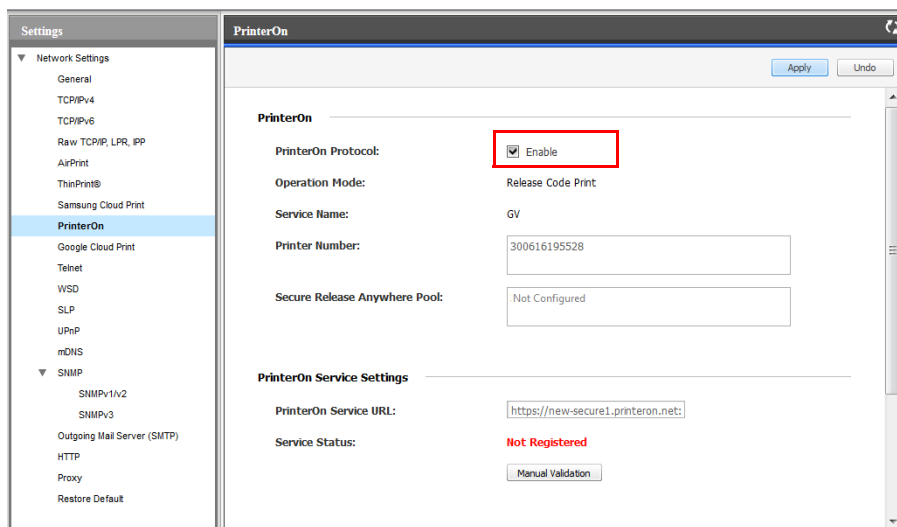 Settings
Network Settings
General
TCP/IPv4
TCP/IPv6
Raw TCP/IP, LPR, IPP
AirPrint
ThinPrint®
Samsung Cloud Print
PrinterOn
Google Cloud Print
Telnet
WSD
SLP
UPnP
mDNS
SNMP
SNMPv1/v2
SNMPv3
Outgoing Mail Server (SMTP)
HTTP
Proxy
Restore Default
PrinterOn
Apply Undo
PrinterOn
PrinterOn Protocol: Enable
Operation Mode: Release Code Print
Service Name: GV
Printer Number: 300616195528
Secure Release Anywhere Pool: Not Configured
PrinterOn Service Settings
PrinterOn Service URL: https://new-secure1.printeron.net:
Service Status: Not Registered
Manual Validation